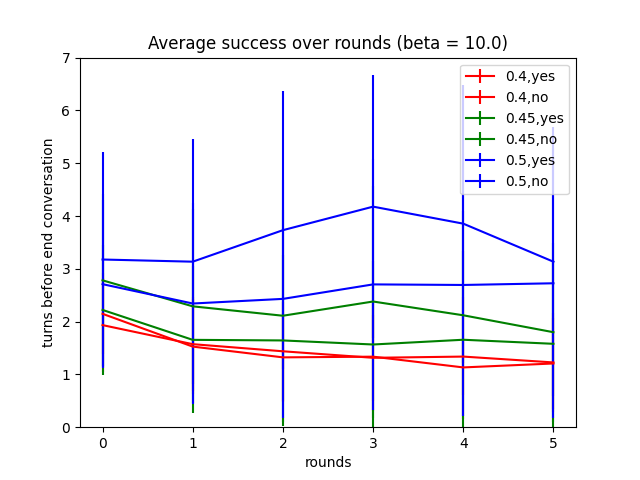 Average success over rounds (beta = 10.0)
7
6
5
4
3
2
1
0
turns before end conversation
0.4,yes
0.4,no
0.45,yes
0.45,no
0.5,yes
0.5,no
0 1 2 3 4 5
rounds